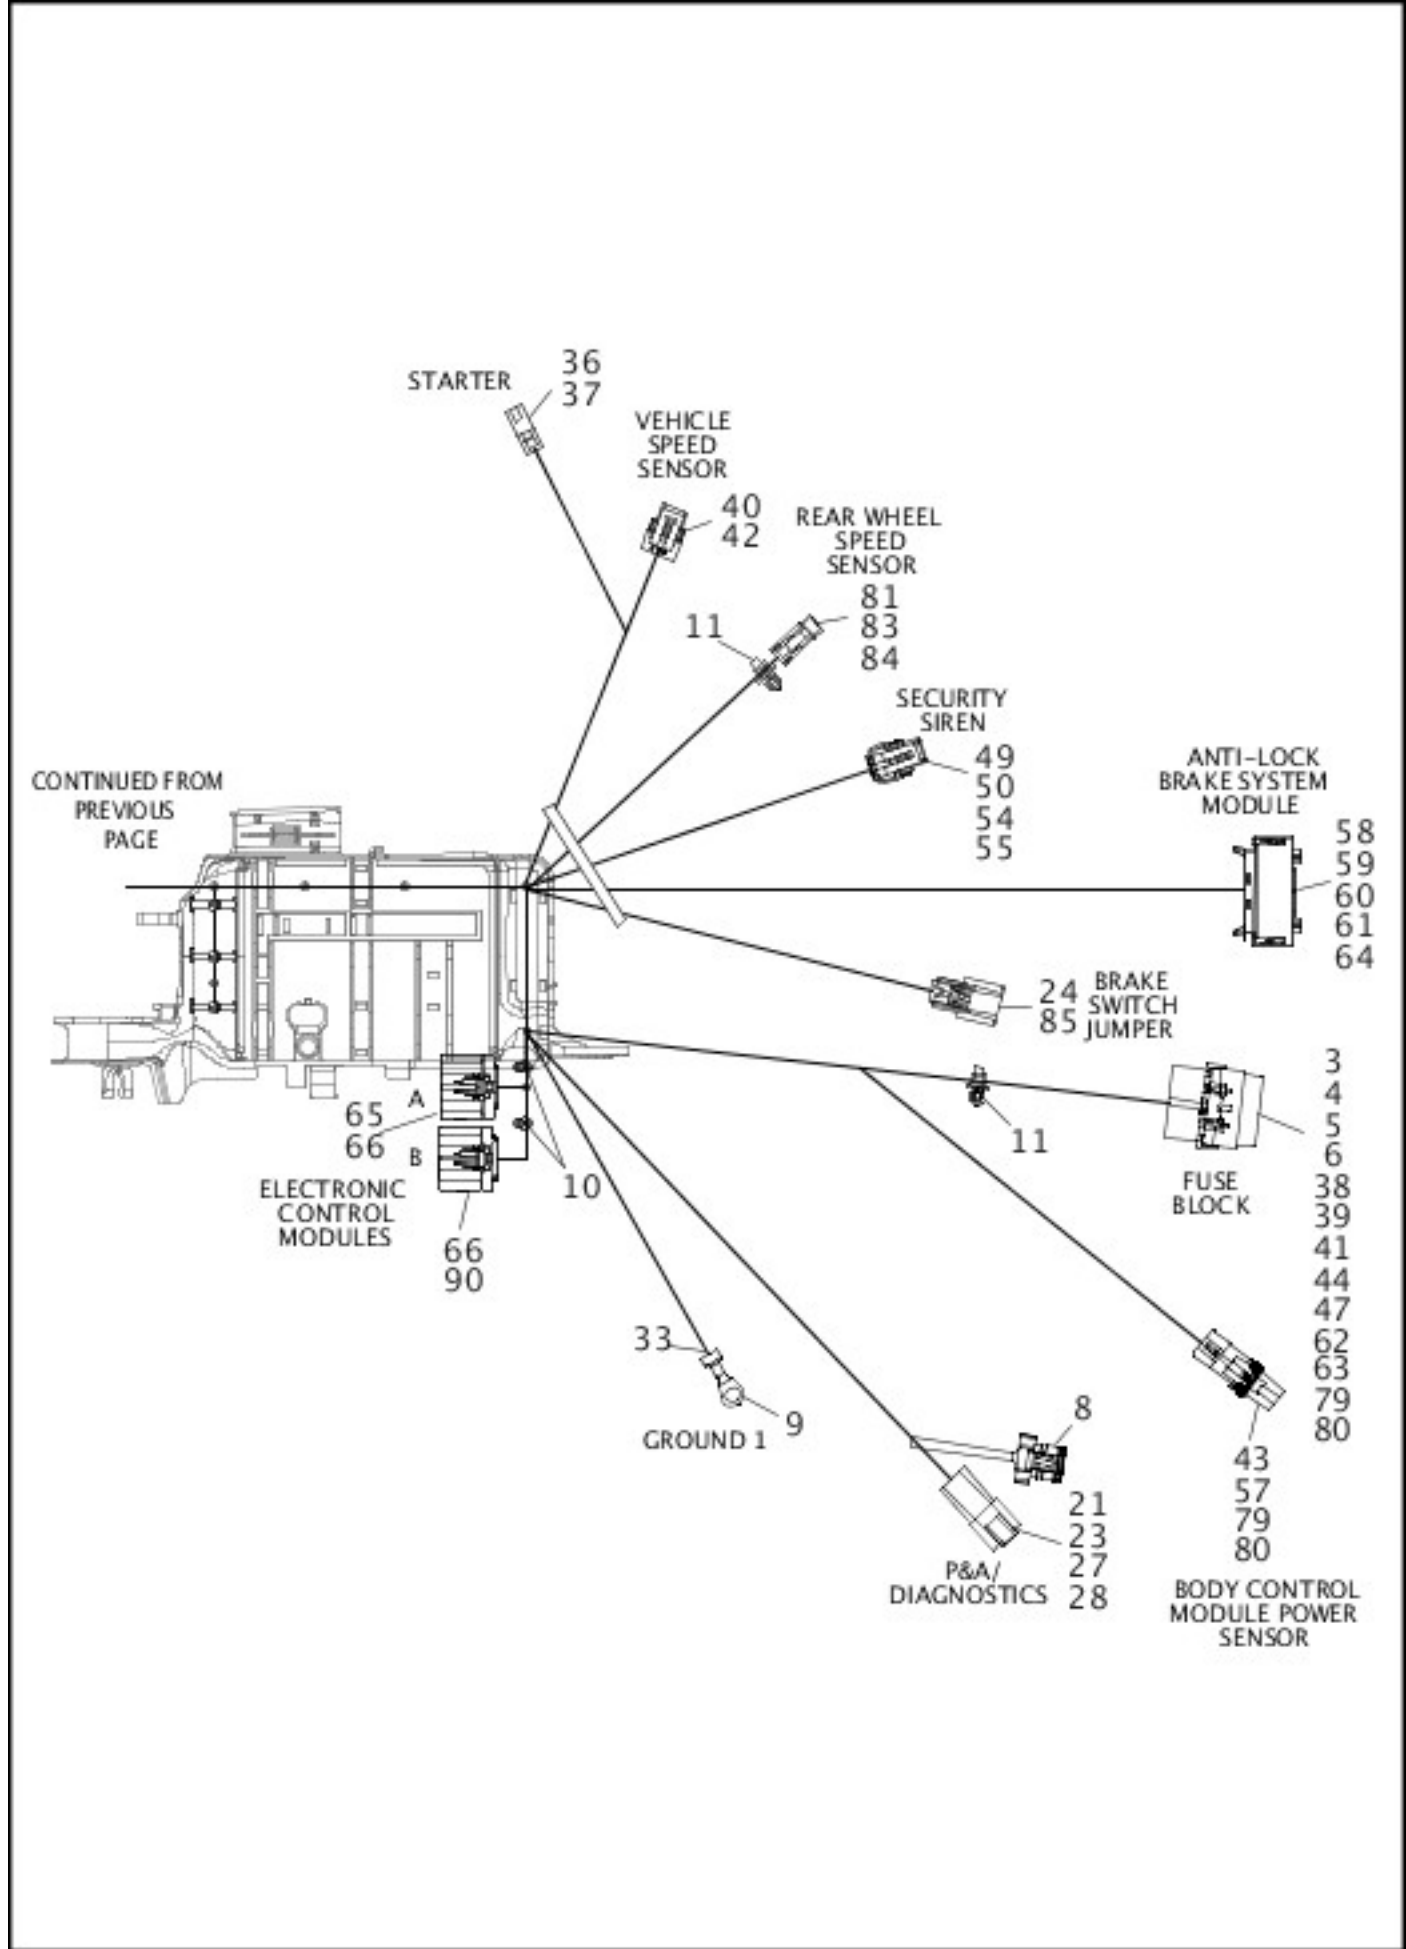 STARTER
36
37
VEHICLE
SPEED
SENSOR
40
42
REAR WHEEL
SPEED
SENSOR
81
83
84
11
SECURITY
SIREN
49
50
54
55
ANTI-LOCK
BRAKE SYSTEM
MODULE
58
59
60
61
64
CONTINUED FROM
PREVIOUS
PAGE
24
85
BRAKE
SWITCH
JUMPER
3
4
5
6
38
39
41
44
47
62
63
79
80
FUSE
BLOCK
11
65
66
A
B
10
ELECTRONIC
CONTROL
MODULES
66
90
33
9
GROUND 1
8
21
23
27
28
P&A/
DIAGNOSTICS
43
57
79
80
BODY CONTROL
MODULE POWER
SENSOR